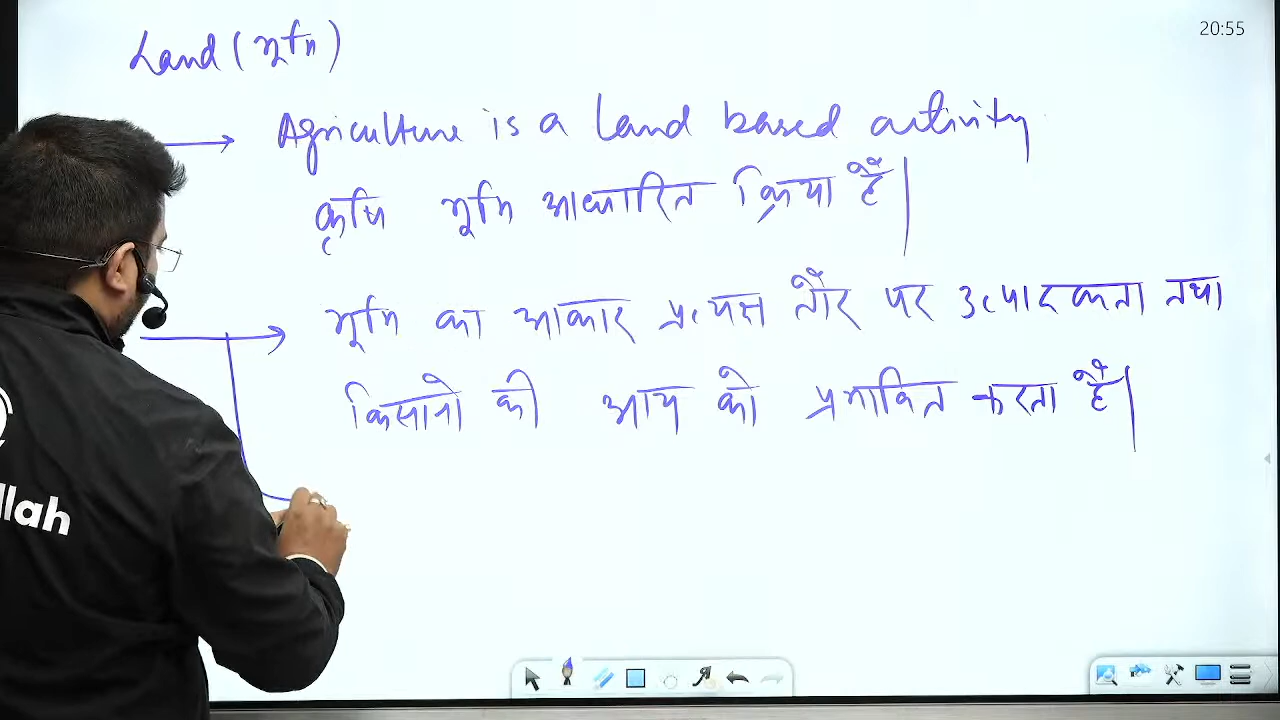 20:55
Land (भूमि)
Agriculture is a land based activity
कृषि भूमि आधारित क्रिया है|
भूमि का आकार प्रत्यक्ष तौर पर उत्पादकता तथा
किसानो की आय को प्रभावित करता है|
llah